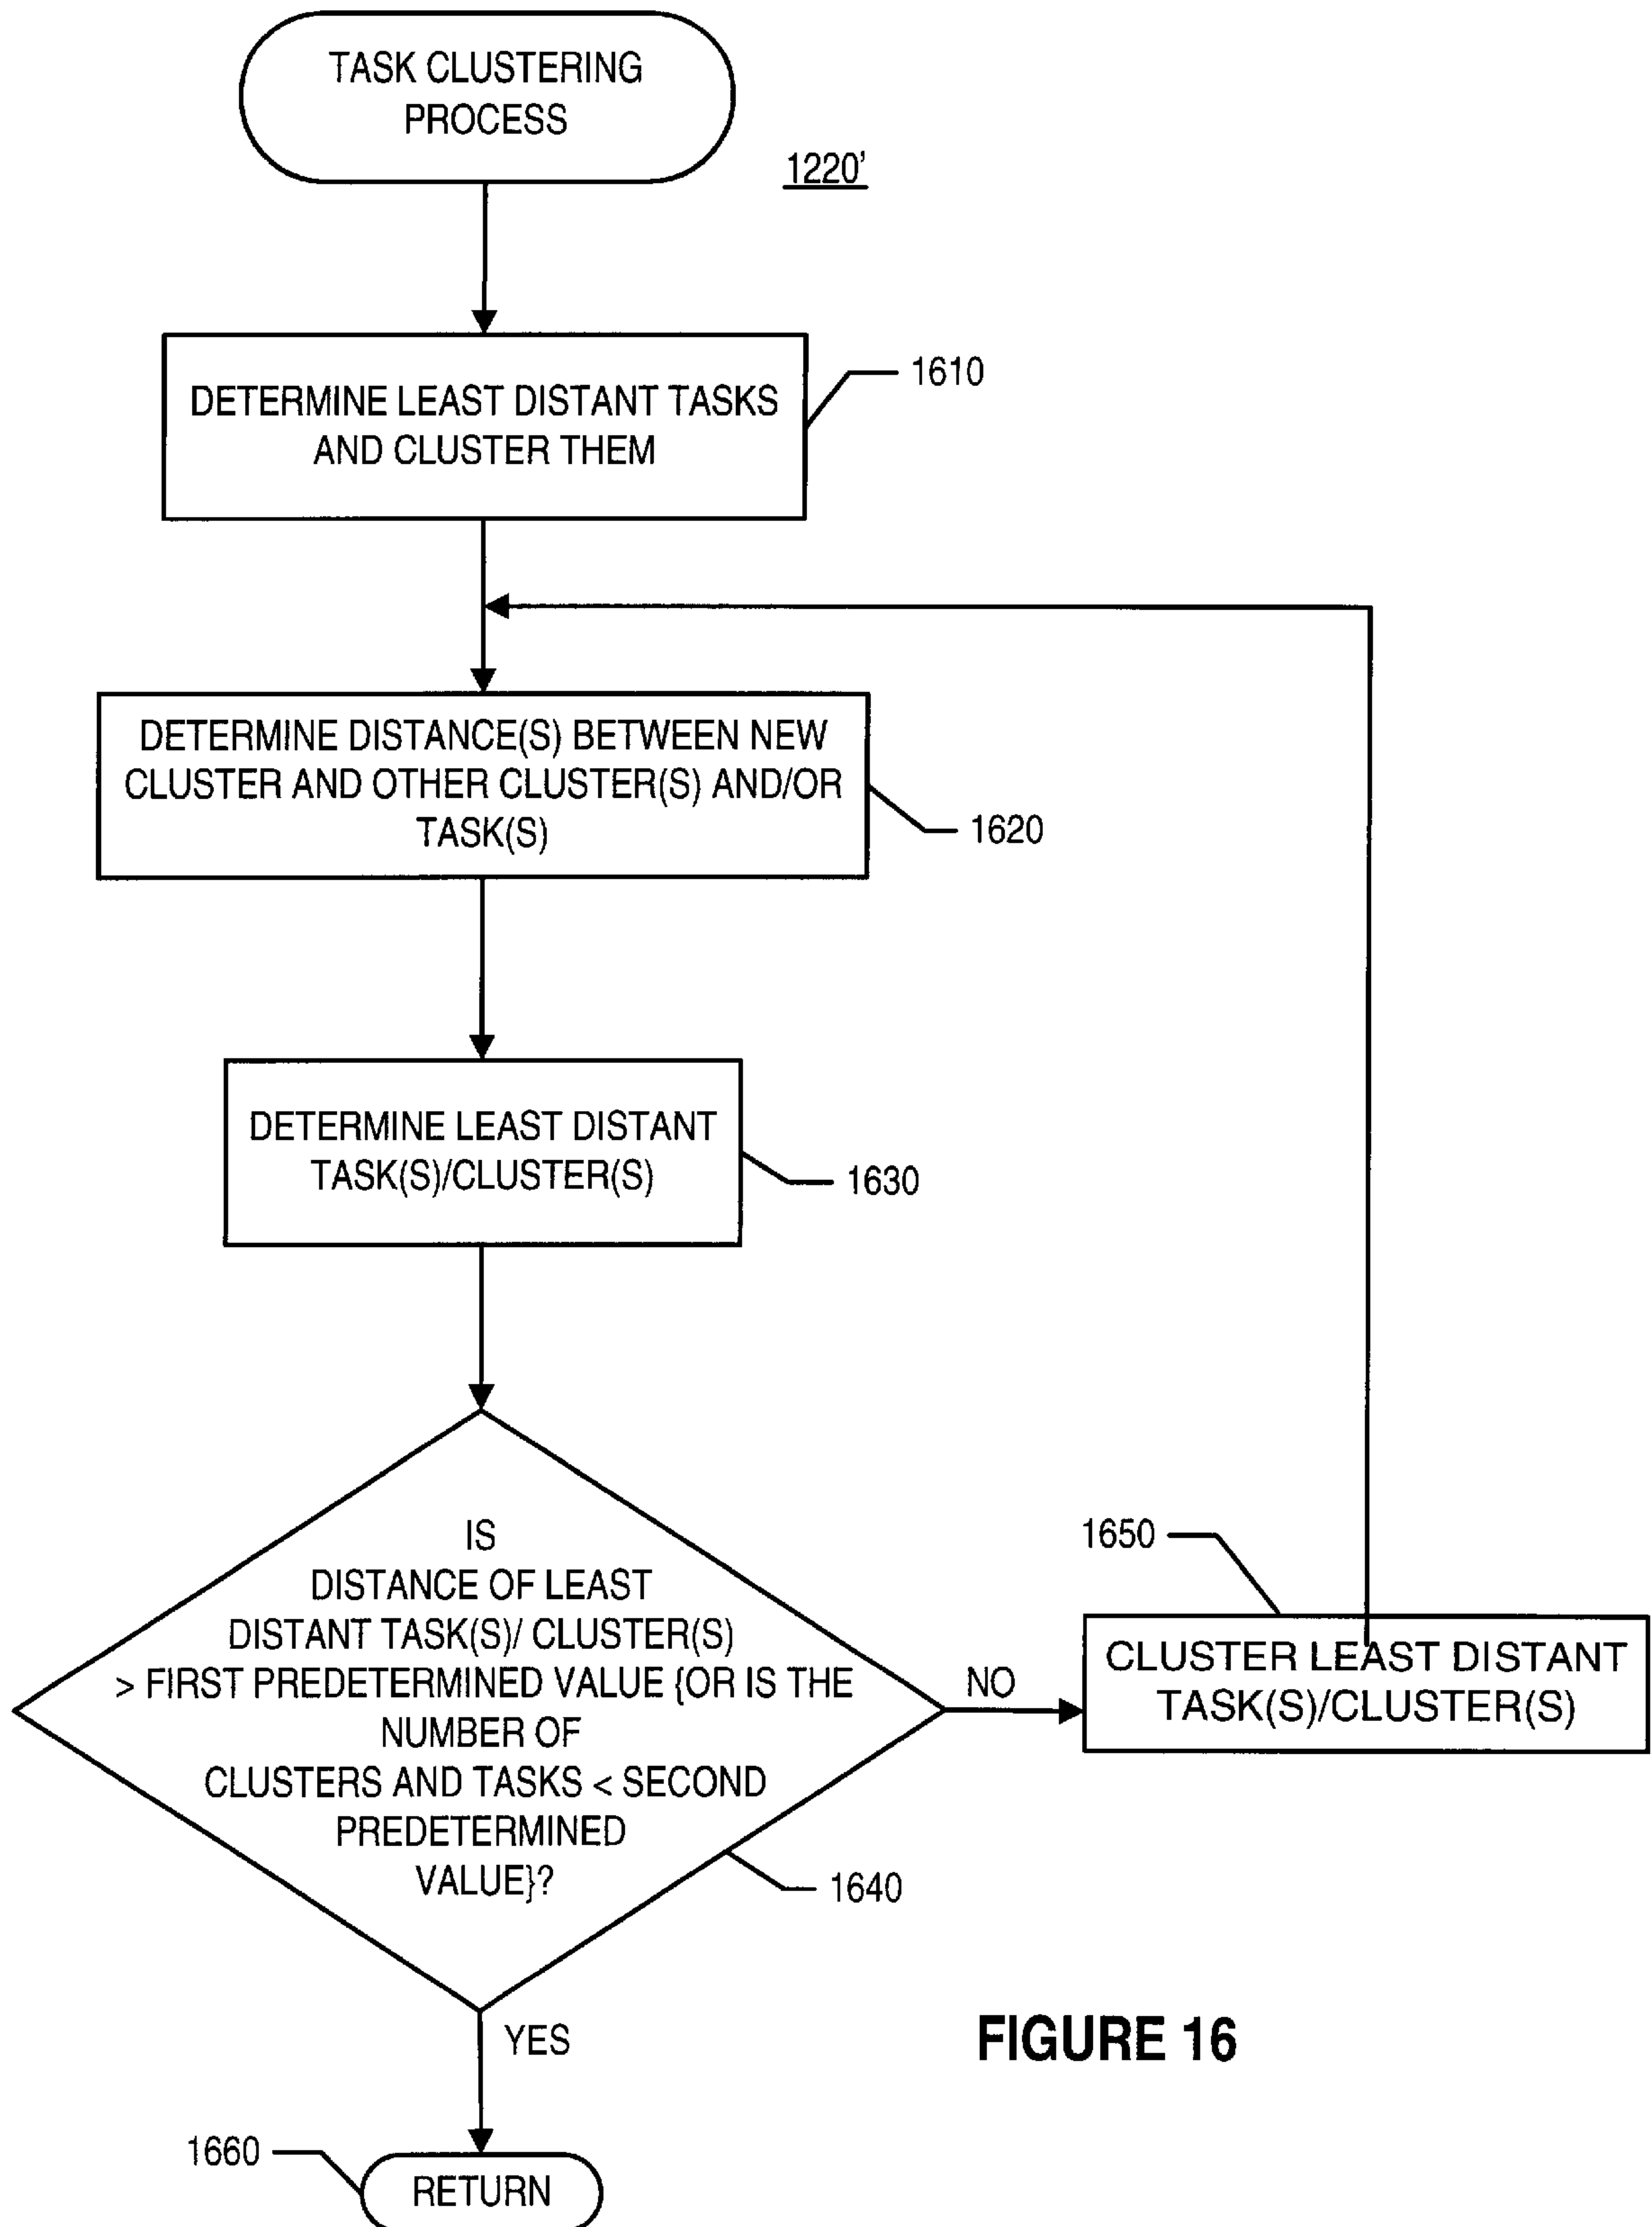 TASK CLUSTERING
PROCESS
1220'
DETERMINE LEAST DISTANT TASKS
AND CLUSTER THEM
1610
DETERMINE DISTANCE(S) BETWEEN NEW
CLUSTER AND OTHER CLUSTER(S) AND/OR
TASK(S)
1620
DETERMINE LEAST DISTANT
TASK(S)/CLUSTER(S)
1630
IS
DISTANCE OF LEAST
DISTANT TASK(S)/ CLUSTER(S)
> FIRST PREDETERMINED VALUE {OR IS THE
NUMBER OF
CLUSTERS AND TASKS < SECOND
PREDETERMINED
VALUE}?
1640
NO
1650
CLUSTER LEAST DISTANT
TASK(S)/CLUSTER(S)
YES
FIGURE 16
1660
RETURN